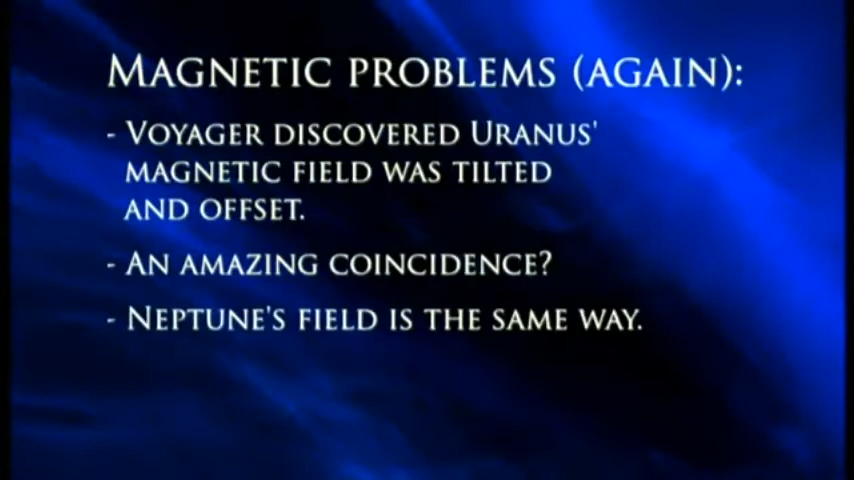 Magnetic problems (again):
- Voyager discovered Uranus'
magnetic field was tilted
and offset.
- An amazing coincidence?
- Neptune's field is the same way.